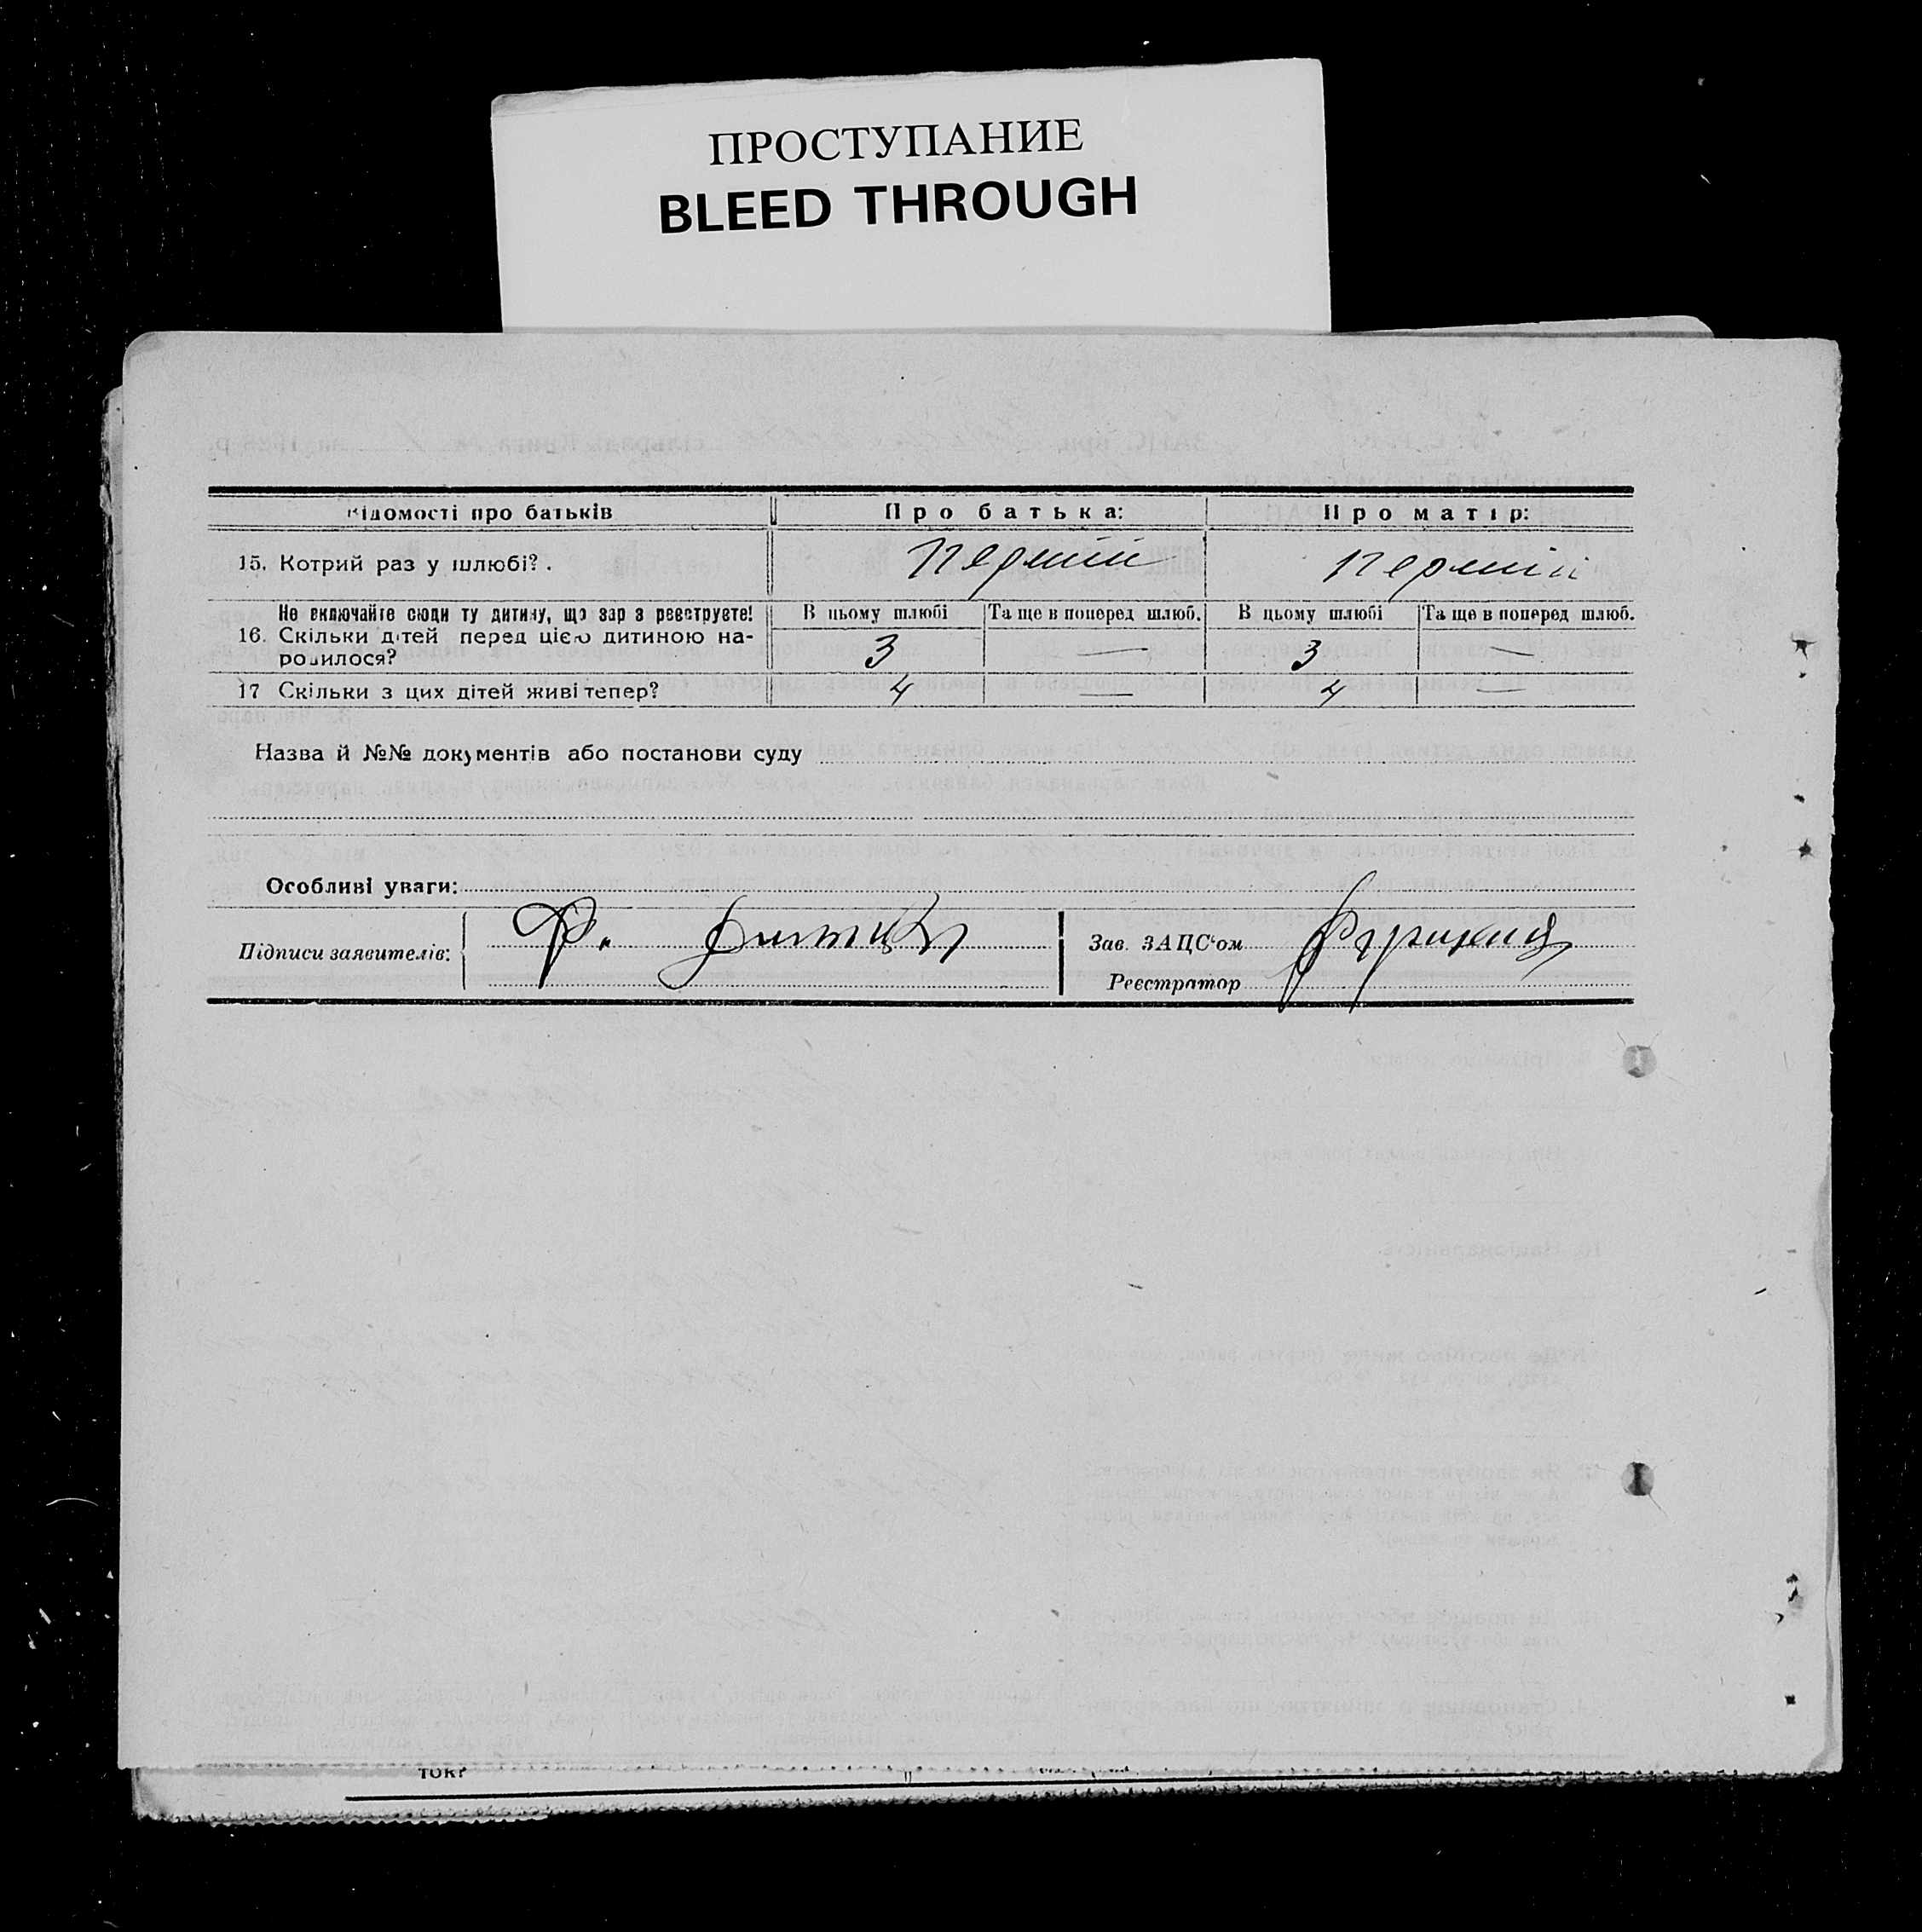 ПРОСТУПАНИЕ
BLEED THROUGH
Відомості про батьків Про батька: Про матір:
15. Котрий раз у шлюбі?. перший перший
Не включайте сюди ту дитину, що зар з реєструєте! В цьому шлюбі Та ще в поперед шлюб. В цьому шлюбі Та ще в поперед шлюб.
16. Скільки дітей перед цією дитиною на-
родилося? 3 — 3 —
17 Скільки з цих дітей живі тепер? 4 — 4 —
Назва й №№ документів або постанови суду
Особливі уваги:
Підписи заявителів: Ф. Зав. ЗАЦС'ом
Реєстратор
ток?